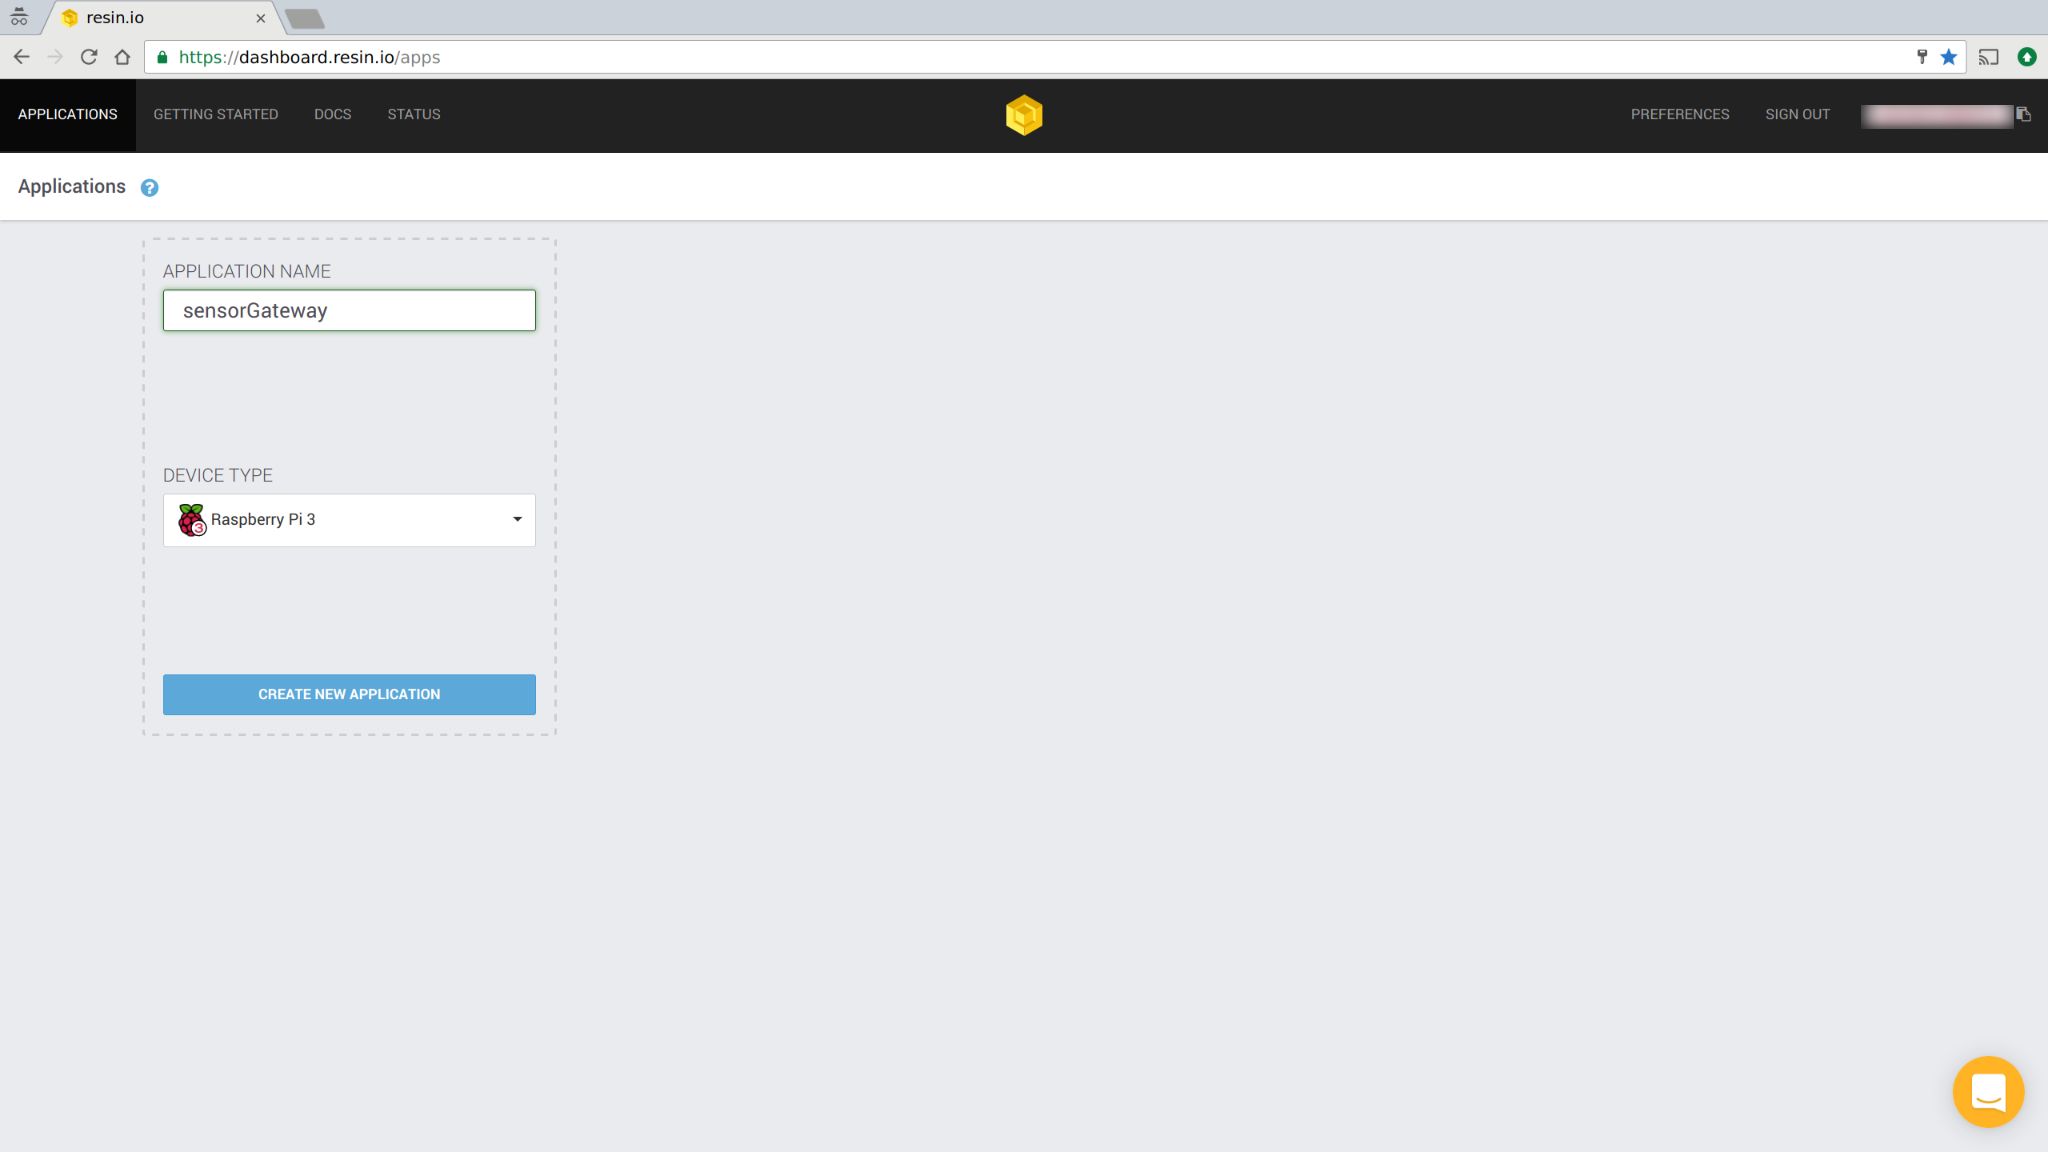 resin.io
https://dashboard.resin.io/apps
APPLICATIONS GETTING STARTED DOCS STATUS PREFERENCES SIGN OUT
Applications ?
APPLICATION NAME
sensorGateway
DEVICE TYPE
3 Raspberry Pi 3
CREATE NEW APPLICATION